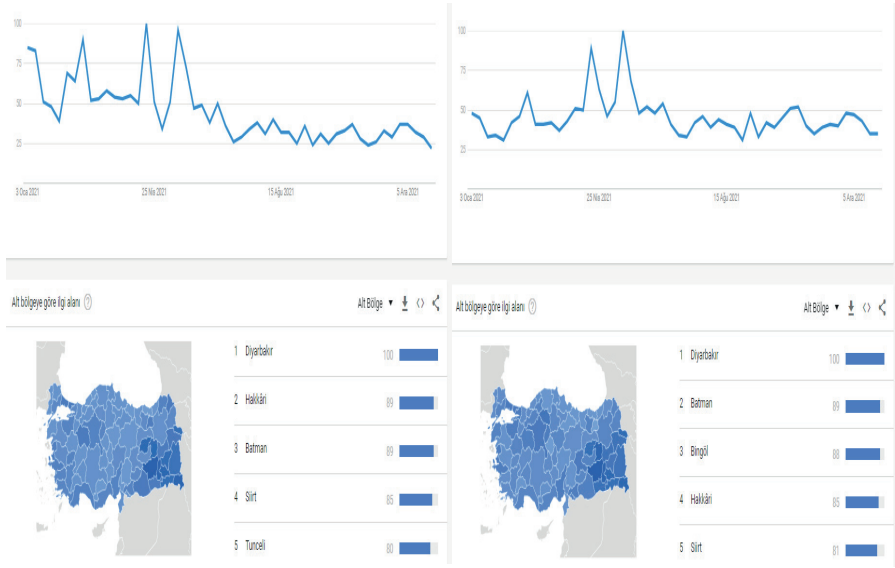 100
75
50
25
3 Oca 2021 25 Nis 2021 15 Ağu 2021 5 Ara 2021
Alt bölgeye göre ilgi alanı ?
Alt Bölge
1 Diyarbakır 100
2 Hakkâri 89
3 Batman 89
4 Siirt 85
5 Tunceli 80
100
75
50
25
3 Oca 2021 25 Nis 2021 15 Ağu 2021 5 Ara 2021
Alt bölgeye göre ilgi alanı ?
Alt Bölge
1 Diyarbakır 100
2 Batman 89
3 Bingöl 88
4 Hakkâri 85
5 Siirt 81